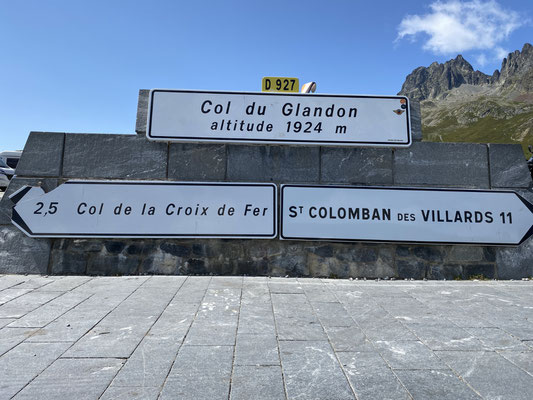 D 927
Col du Glandon
altitude 1924 m
2,5 Col de la Croix de Fer
ST COLOMBAN DES VILLARDS 11